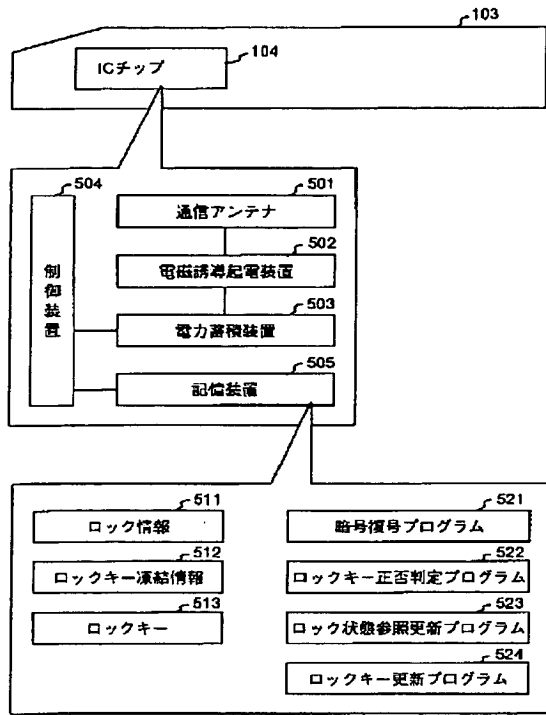 103
104
ICチップ
504
501
通信アンテナ
502
制御装置
電磁誘導起電装置
503
電力蓄積装置
505
記憶装置
511
ロック情報
512
ロックキー凍結情報
513
ロックキー
521
暗号復号プログラム
522
ロックキー正否判定プログラム
523
ロック状態参照更新プログラム
524
ロックキー更新プログラム